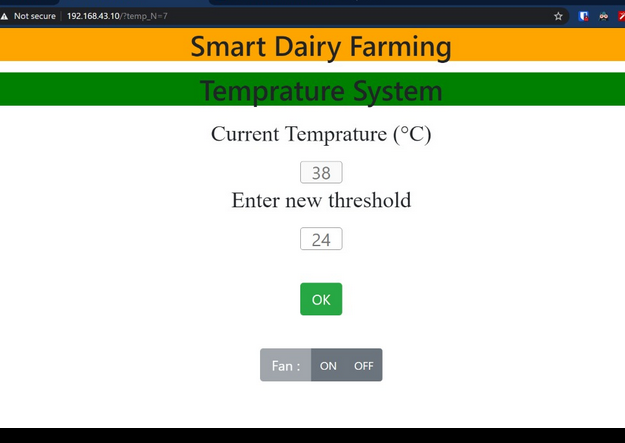 Not secure 192.168.43.10/?temp_N=7
Smart Dairy Farming
Temprature System
Current Temprature (°C)
38
Enter new threshold
24
OK
Fan : ON OFF